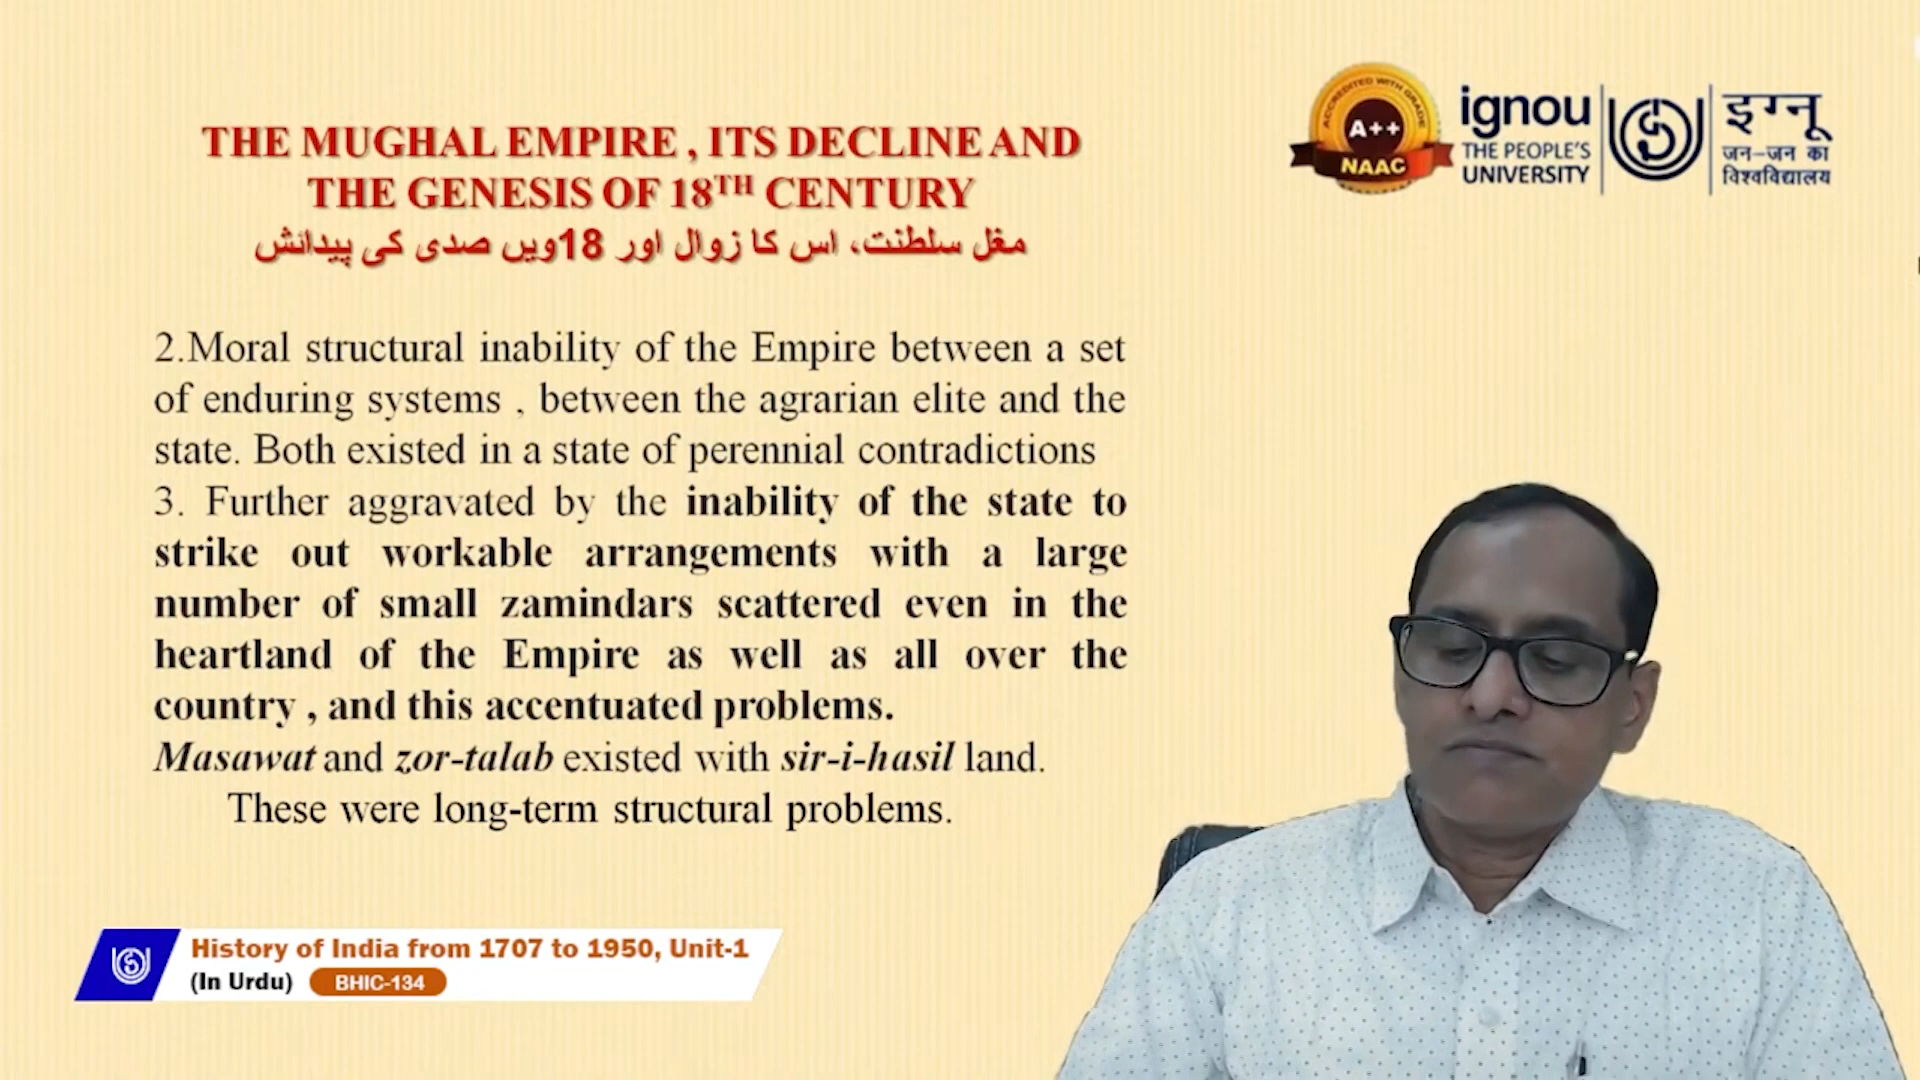 THE MUGHAL EMPIRE , ITS DECLINE AND
THE GENESIS OF 18TH CENTURY
مغل سلطنت، اس کا زوال اور 18ویں صدی کی پیدائش
2.Moral structural inability of the Empire between a set
of enduring systems , between the agrarian elite and the
state. Both existed in a state of perennial contradictions
3. Further aggravated by the inability of the state to
strike out workable arrangements with a large
number of small zamindars scattered even in the
heartland of the Empire as well as all over the
country , and this accentuated problems.
Masawat and zor-talab existed with sir-i-hasil land.
These were long-term structural problems.
ACCREDITED WITH GRADE
A++
NAAC
ignou
THE PEOPLE'S
UNIVERSITY
इग्नू
जन-जन का
विश्वविद्यालय
History of India from 1707 to 1950, Unit-1
(In Urdu) BHIC-134